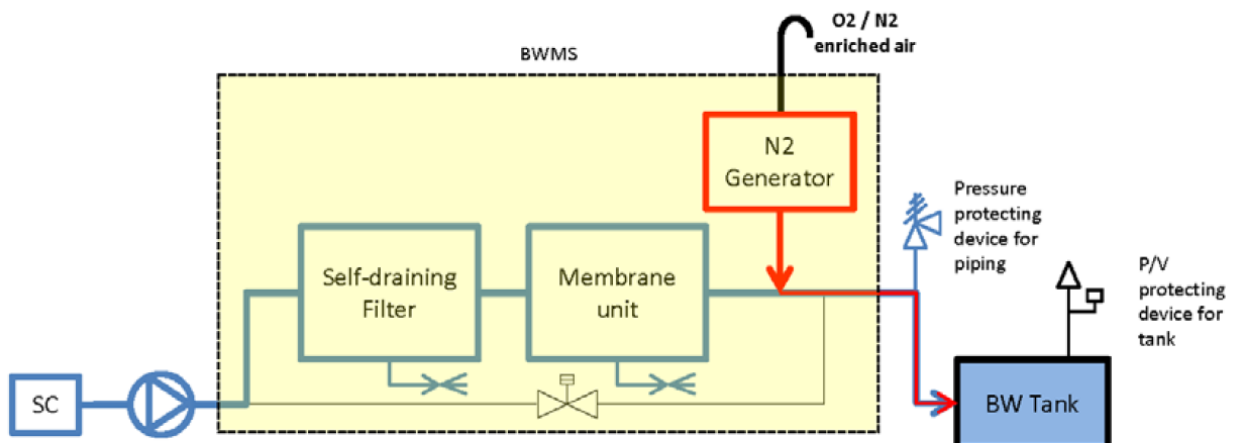 O2 / N2
enriched air
BWMS
N2
Generator
Pressure
protecting
device for
piping
P/V
protecting
device for
tank
Self-draining
Filter
Membrane
unit
SC
BW Tank